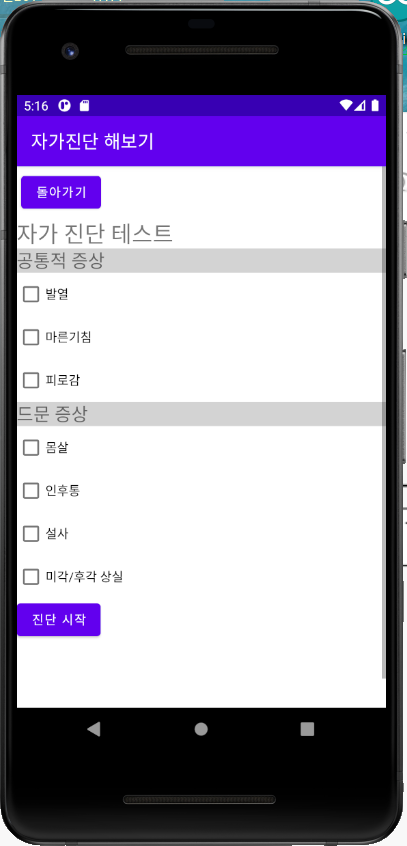 5:16
자가진단 해보기
돌아가기
자가 진단 테스트
공통적 증상
발열
마른기침
피로감
드문 증상
몸살
인후통
설사
미각/후각 상실
진단 시작